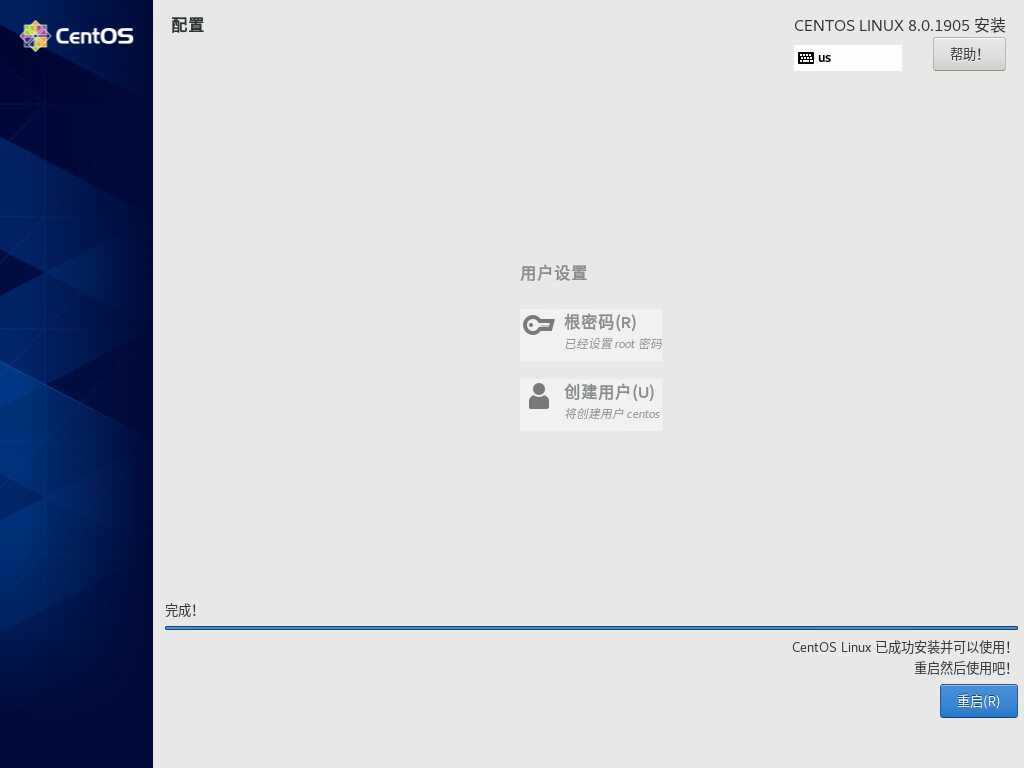 CentOS
配置
CENTOS LINUX 8.0.1905 安装
us
帮助！
用户设置
根密码(R)
已经设置 root 密码
创建用户(U)
将创建用户 centos
完成！
CentOS Linux 已成功安装并可以使用！
重启然后使用吧！
重启(R)